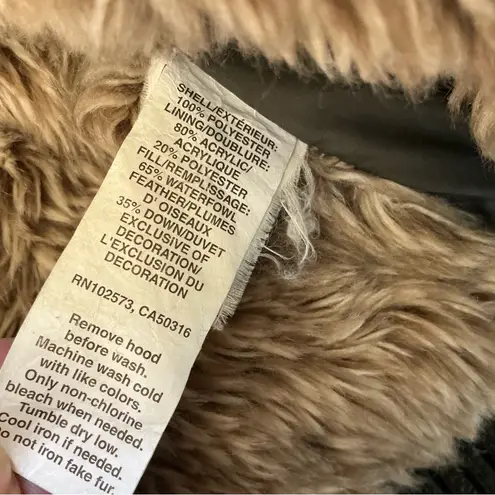 SHELL/EXTÉRIEUR:
100% POLYESTER
LINING/DOUBLURE:
80% ACRYLIC/
ACRYLIQUE
20% POLYESTER
FILL/REMPLISSAGE:
65% WATERFOWL
FEATHER/PLUMES
D' OISEAUX
35% DOWN/DUVET
EXCLUSIVE OF
DECORATION/
L'EXCLUSION DU
DECORATION
RN102573, CA50316
Remove hood
before wash.
Machine wash cold
with like colors.
Only non-chlorine
bleach when needed.
Tumble dry low.
Cool iron if needed.
Do not iron fake fur.